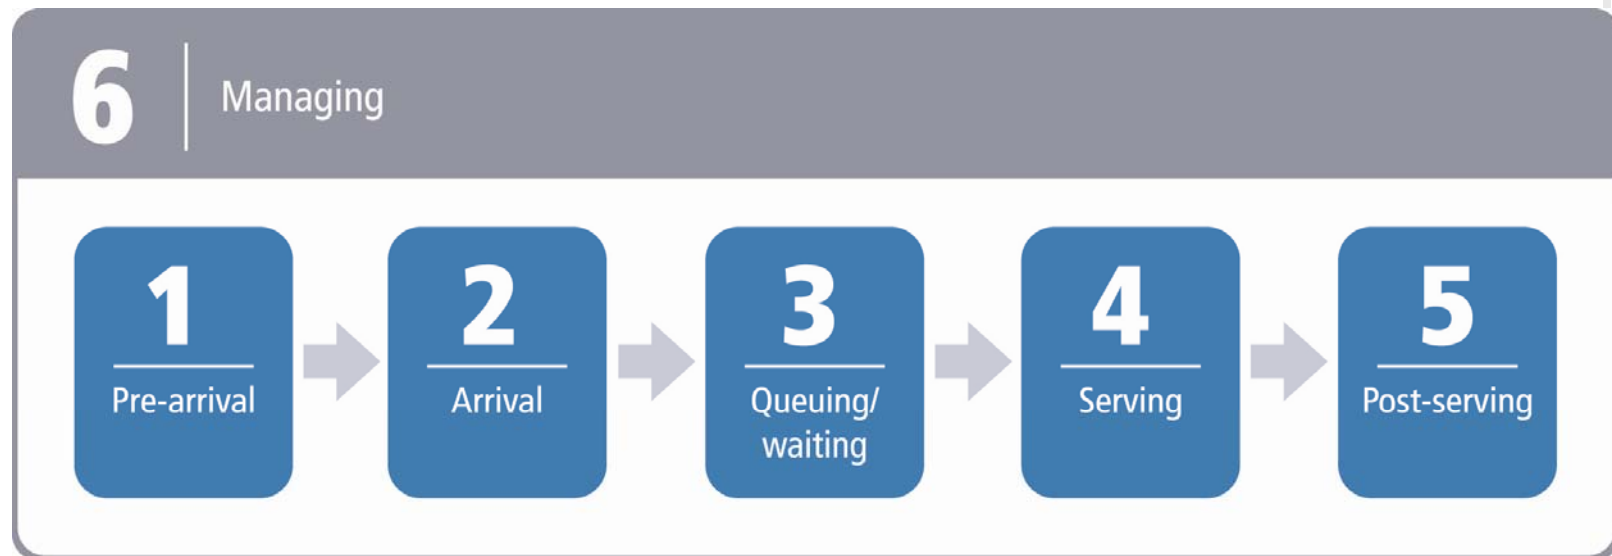 6
Managing
1
Pre-arrival
2
Arrival
3
Queuing/
waiting
4
Serving
5
Post-serving